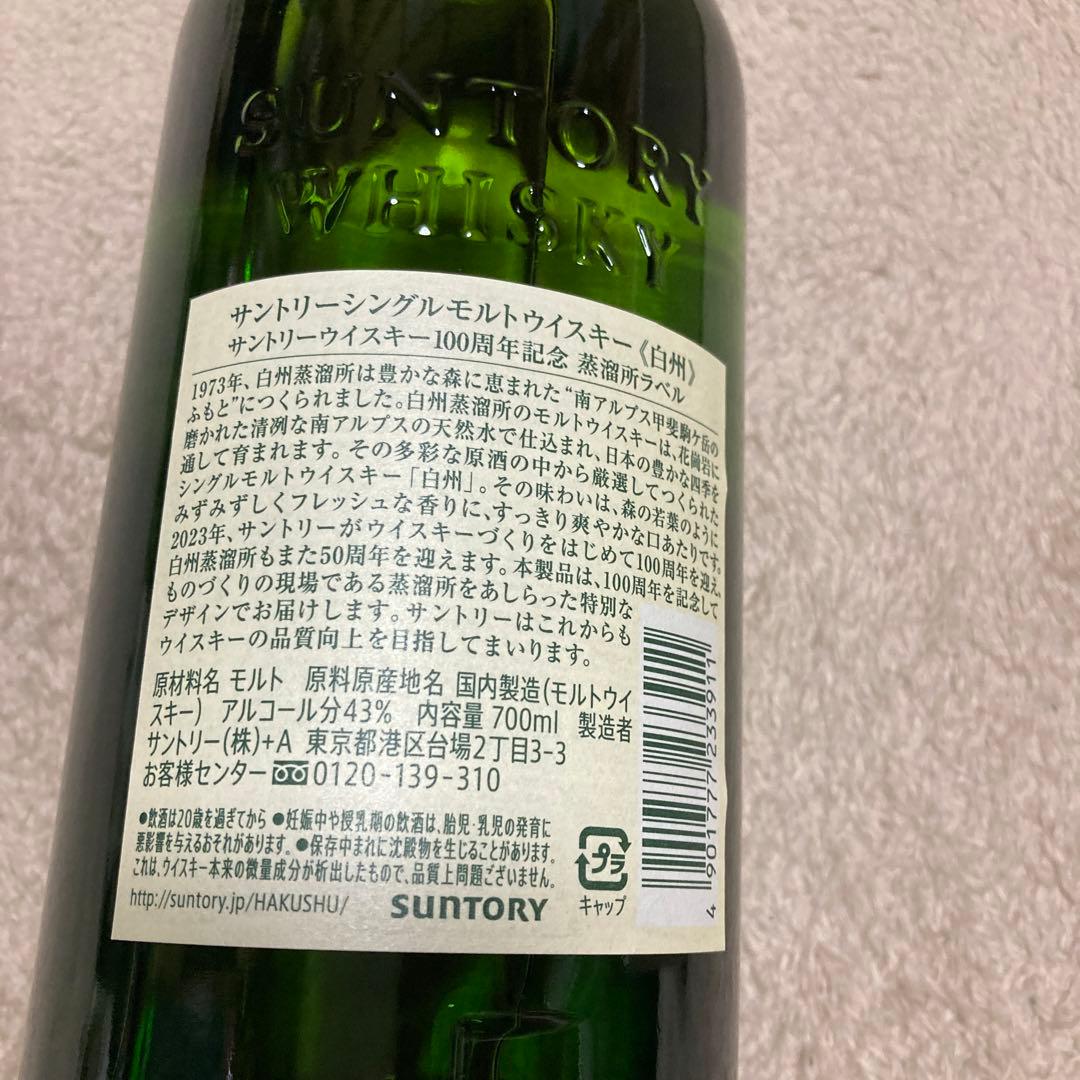 SUNTORY
WHISKY
サントリーシングルモルトウイスキー《白州》
サントリーウイスキー100周年記念 蒸溜所ラベル
1973年、白州蒸溜所は豊かな森に恵まれた“南アルプス甲斐駒ケ岳の
ふもと”につくられました。白州蒸溜所のモルトウイスキーは、花崗岩に
磨かれた清冽な南アルプスの天然水で仕込まれ、日本の豊かな四季を
通して育まれます。その多彩な原酒の中から厳選してつくられた
シングルモルトウイスキー「白州」。その味わいは、森の若葉のように
みずみずしくフレッシュな香りに、すっきり爽やかな口あたりです。
2023年、サントリーがウイスキーづくりをはじめて100周年を迎え、
白州蒸溜所もまた50周年を迎えます。本製品は、100周年を記念して
ものづくりの現場である蒸溜所をあしらった特別な
デザインでお届けします。サントリーはこれからも
ウイスキーの品質向上を目指してまいります。
原材料名 モルト 原料原産地名 国内製造(モルトウイ
スキー) アルコール分43% 内容量 700ml 製造者
サントリー(株)+A 東京都港区台場2丁目3-3
お客様センター 0120-139-310
●飲酒は20歳を過ぎてから ●妊娠中や授乳期の飲酒は、胎児・乳児の発育に
悪影響を与えるおそれがあります。 ●保存中まれに沈殿物を生じることがあります。
これは、ウイスキー本来の微量成分が析出したもので、品質上問題ございません。
http://suntory.jp/HAKUSHU/ SUNTORY
プラ
キャップ
4 901777 233911